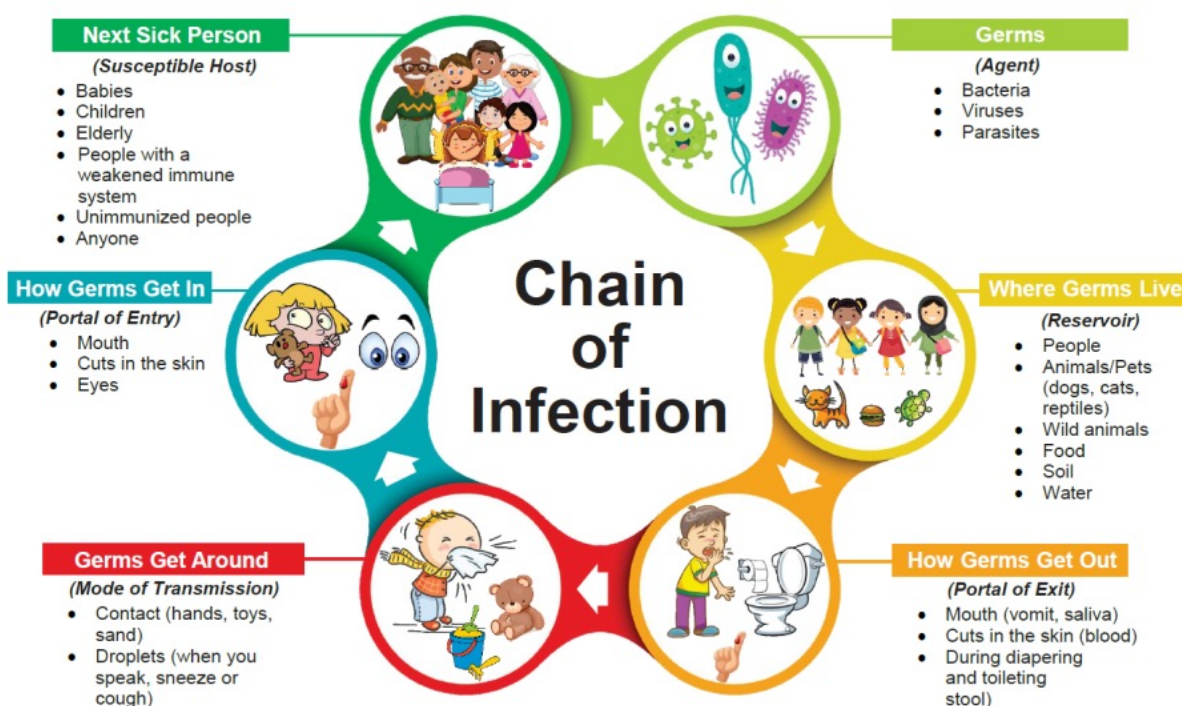 Next Sick Person
(Susceptible Host)
• Babies
• Children
• Elderly
• People with a
weakened immune
system
• Unimmunized people
• Anyone
Germs
(Agent)
• Bacteria
• Viruses
• Parasites
How Germs Get In
(Portal of Entry)
• Mouth
• Cuts in the skin
• Eyes
Chain
of
Infection
Where Germs Live
(Reservoir)
• People
• Animals/Pets
(dogs, cats,
reptiles)
• Wild animals
• Food
• Soil
• Water
Germs Get Around
(Mode of Transmission)
• Contact (hands, toys,
sand)
• Droplets (when you
speak, sneeze or
cough)
How Germs Get Out
(Portal of Exit)
• Mouth (vomit, saliva)
• Cuts in the skin (blood)
• During diapering
and toileting
stool)